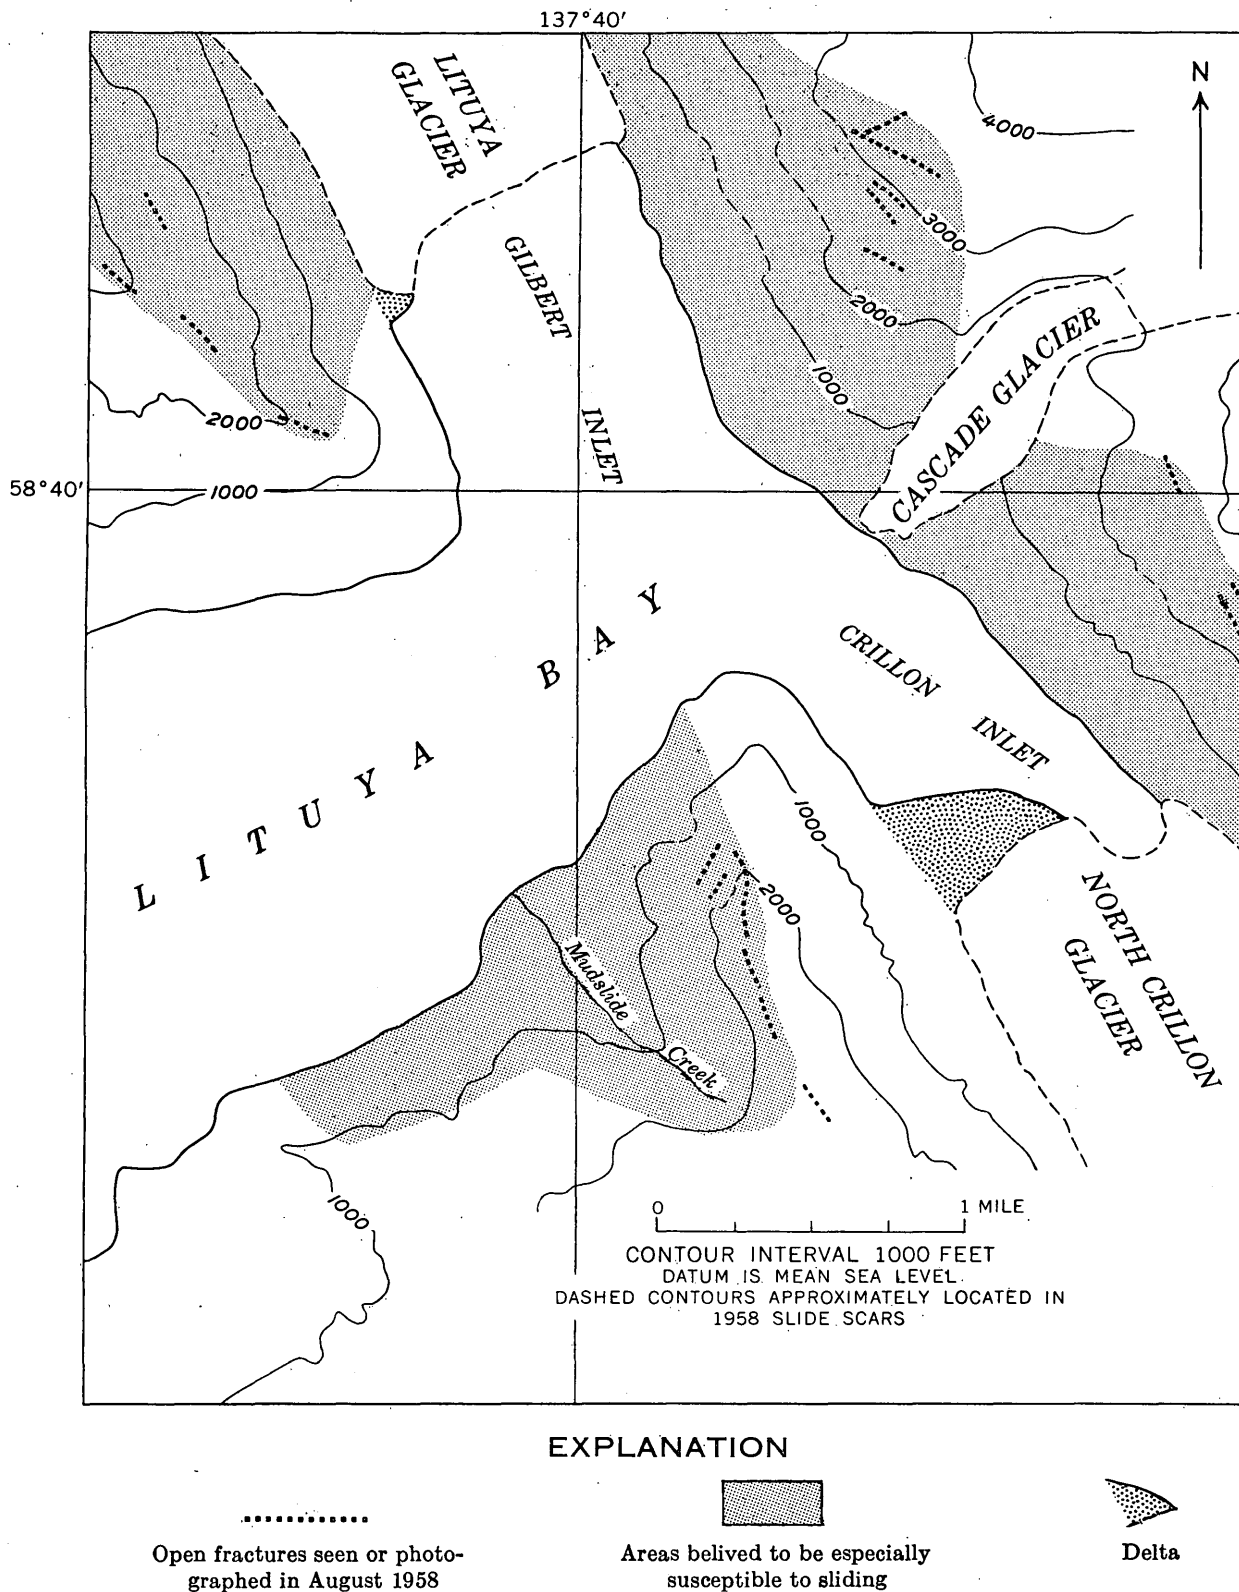 137°40′
LITUYA
GLACIER
N
4000
3000
GILBERT
INLET
2000
CASCADE GLACIER
1000
2000
58°40′
1000
LITUYA BAY
CRILLON
INLET
1000
2000
NORTH CRILLON
GLACIER
Mudslide
Creek
1000
0 1 MILE
CONTOUR INTERVAL 1000 FEET
DATUM IS MEAN SEA LEVEL.
DASHED CONTOURS APPROXIMATELY LOCATED IN
1958 SLIDE SCARS
EXPLANATION
Open fractures seen or photo-
graphed in August 1958
Areas belived to be especially
susceptible to sliding
Delta